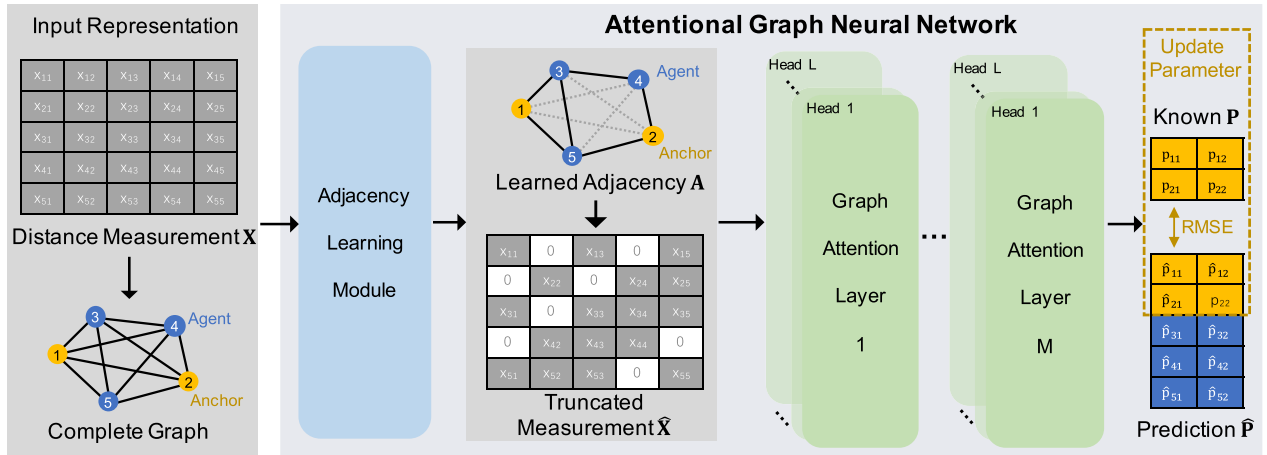 Input Representation
x₁₁ x₁₂ x₁₃ x₁₄ x₁₅
x₂₁ x₂₂ x₂₃ x₂₄ x₂₅
x₃₁ x₃₂ x₃₃ x₃₄ x₃₅
x₄₁ x₄₂ x₄₃ x₄₄ x₄₅
x₅₁ x₅₂ x₅₃ x₅₄ x₅₅
Distance Measurement X
3
4
Agent
1
2
5
Anchor
Complete Graph
Attentional Graph Neural Network
Adjacency
Learning
Module
3
4
Agent
1
2
5
Anchor
Learned Adjacency A
x₁₁ 0 x₁₃ 0 x₁₅
0 x₂₂ 0 x₂₄ x₂₅
x₃₁ 0 x₃₃ x₃₄ x₃₅
0 x₄₂ x₄₃ x₄₄ 0
x₅₁ x₅₂ x₅₃ 0 x₅₅
Truncated
Measurement X̂
Head L
Head 1
Graph
Attention
Layer
1
...
Head L
Head 1
Graph
Attention
Layer
M
Update
Parameter
Known P
p₁₁ p₁₂
p₂₁ p₂₂
RMSE
p̂₁₁ p̂₁₂
p̂₂₁ p₂₂
p̂₃₁ p̂₃₂
p̂₄₁ p̂₄₂
p̂₅₁ p̂₅₂
Prediction P̂